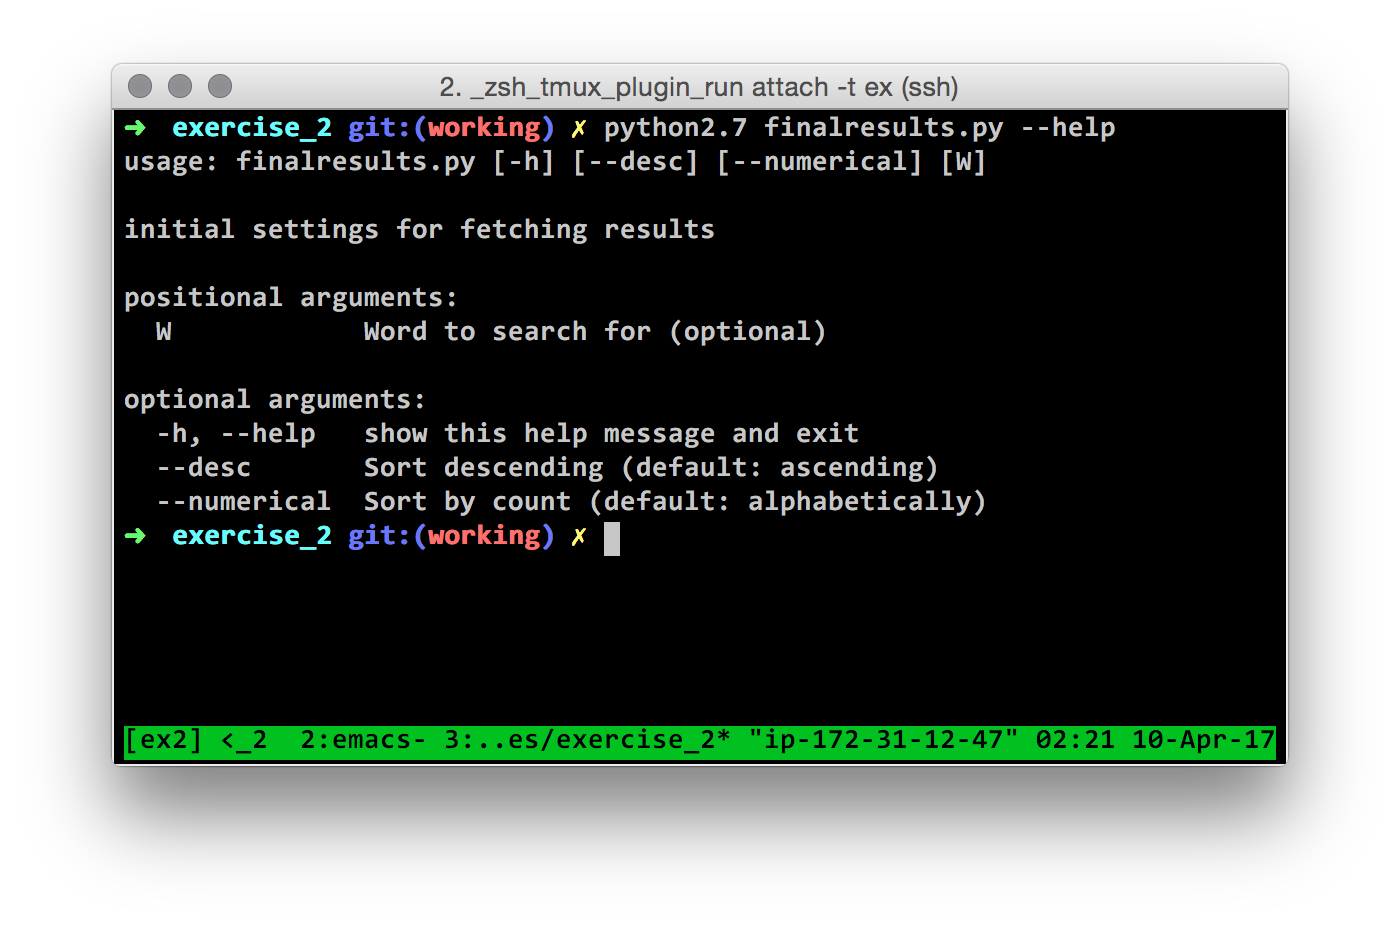 2. _zsh_tmux_plugin_run attach -t ex (ssh)
➜  exercise_2 git:(working) ✗ python2.7 finalresults.py --help
usage: finalresults.py [-h] [--desc] [--numerical] [W]
initial settings for fetching results
positional arguments:
  W            Word to search for (optional)
optional arguments:
  -h, --help   show this help message and exit
  --desc       Sort descending (default: ascending)
  --numerical  Sort by count (default: alphabetically)
➜  exercise_2 git:(working) ✗
[ex2] <_2  2:emacs- 3:..es/exercise_2* "ip-172-31-12-47" 02:21 10-Apr-17